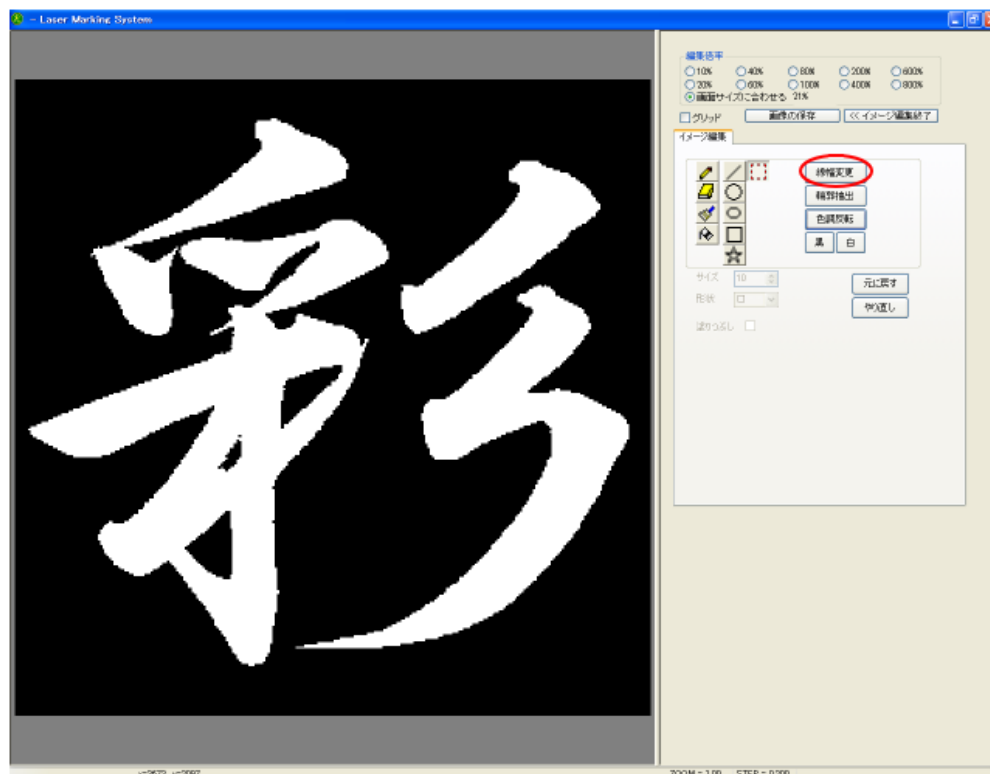 - Laser Marking System
編集倍率
10% 40% 80% 200% 600%
20% 60% 100% 400% 800%
画面サイズに合わせる 21%
グリッド 画像の保存 << イメージ編集終了
イメージ編集
線幅変更
輪郭抽出
色調反転
黒 白
サイズ 10
元に戻す
形状
やり直し
ぬりつぶし
彩
x=2672, y=2087
ZOOM = 1.00 STEP = 0.200